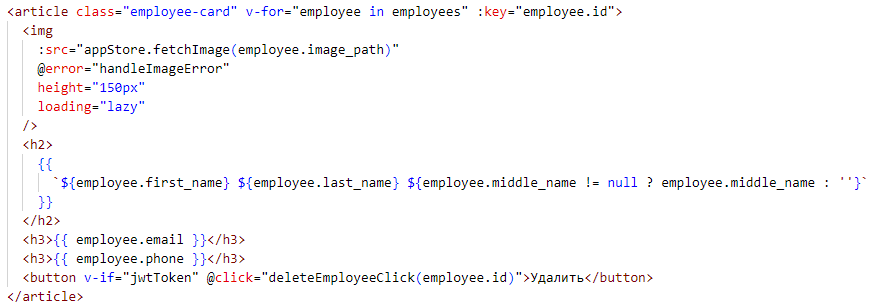 <article class="employee-card" v-for="employee in employees" :key="employee.id">
<img
:src="appStore.fetchImage(employee.image_path)"
@error="handleImageError"
height="150px"
loading="lazy"
/>
<h2>
{{
`${employee.first_name} ${employee.last_name} ${employee.middle_name != null ? employee.middle_name : ''}`
}}
</h2>
<h3>{{ employee.email }}</h3>
<h3>{{ employee.phone }}</h3>
<button v-if="jwtToken" @click="deleteEmployeeClick(employee.id)">Удалить</button>
</article>